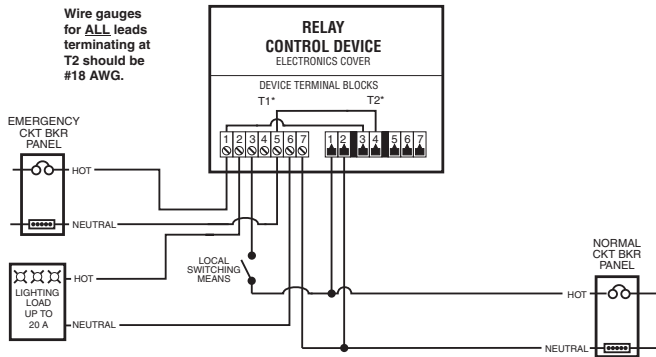 Wire gauges
for ALL leads
terminating at
T2 should be
#18 AWG.
RELAY
CONTROL DEVICE
ELECTRONICS COVER
DEVICE TERMINAL BLOCKS
T1* T2*
1 2 3 4 5 6 7 1 2 3 4 5 6 7
EMERGENCY
CKT BKR
PANEL
HOT
NEUTRAL
LOCAL
SWITCHING
MEANS
HOT
LIGHTING
LOAD
UP TO
20 A
NEUTRAL
NORMAL
CKT BKR
PANEL
HOT
NEUTRAL